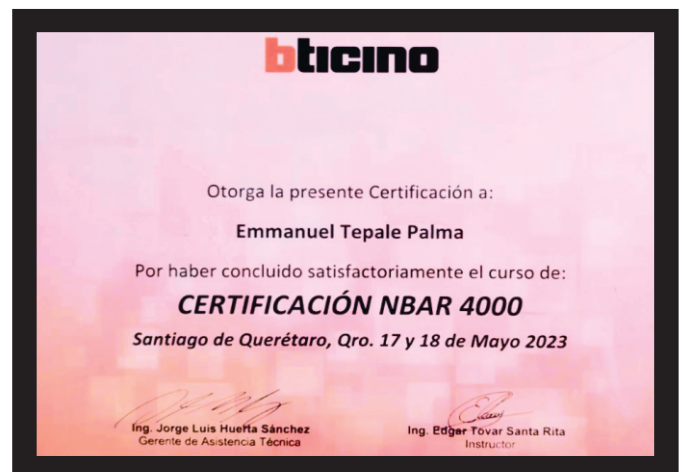 bticino
Otorga la presente Certificación a:
Emmanuel Tepale Palma
Por haber concluido satisfactoriamente el curso de:
CERTIFICACIÓN NBAR 4000
Santiago de Querétaro, Qro. 17 y 18 de Mayo 2023
Ing. Jorge Luis Huerta Sánchez
Gerente de Asistencia Técnica
Ing. Edgar Tovar Santa Rita
Instructor